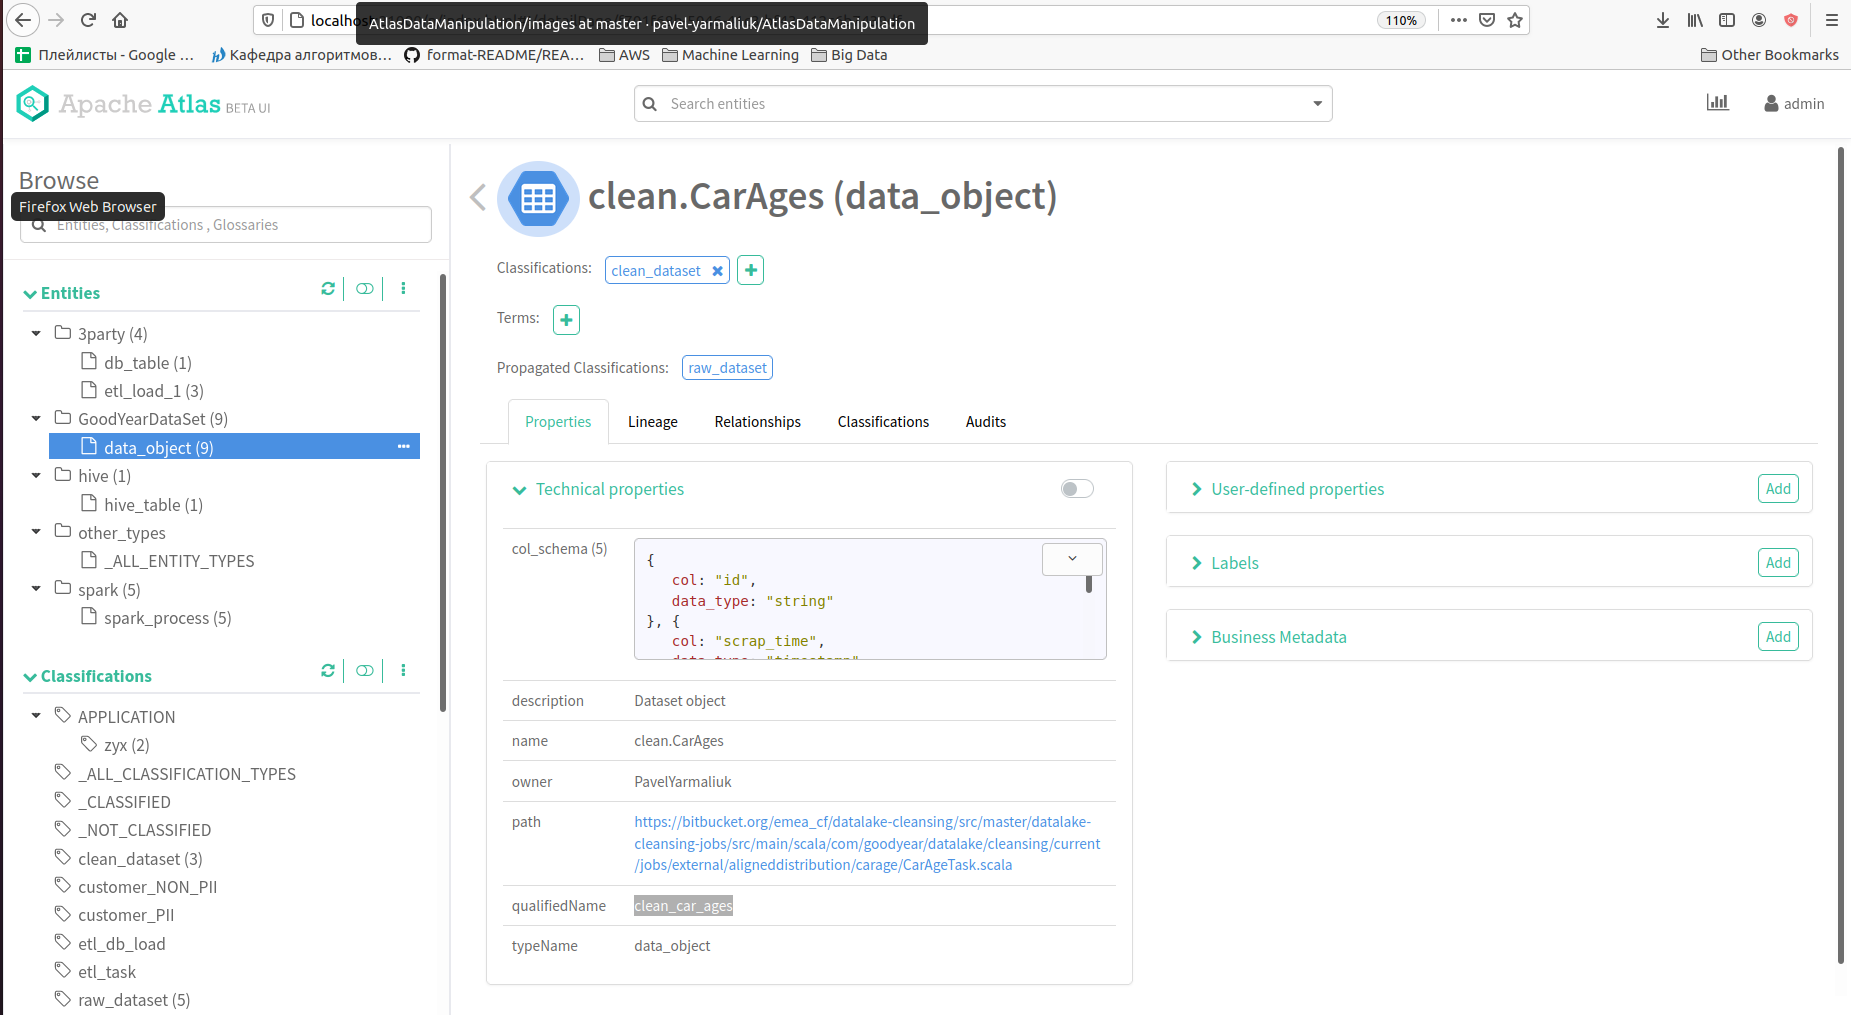 localhost
AtlasDataManipulation/images at master · pavel-yarmaliuk/AtlasDataManipulation
110%
Плейлисты - Google ...
Кафедра алгоритмов...
format-README/REA...
AWS
Machine Learning
Big Data
Other Bookmarks
Apache Atlas BETA UI
Search entities
admin
Browse
Firefox Web Browser
Entities, Classifications , Glossaries
Entities
3party (4)
db_table (1)
etl_load_1 (3)
GoodYearDataSet (9)
data_object (9)
hive (1)
hive_table (1)
other_types
_ALL_ENTITY_TYPES
spark (5)
spark_process (5)
Classifications
APPLICATION
zyx (2)
_ALL_CLASSIFICATION_TYPES
_CLASSIFIED
_NOT_CLASSIFIED
clean_dataset (3)
customer_NON_PII
customer_PII
etl_db_load
etl_task
raw_dataset (5)
clean.CarAges (data_object)
Classifications: clean_dataset
Terms:
Propagated Classifications: raw_dataset
Properties Lineage Relationships Classifications Audits
Technical properties
col_schema (5)
{
col: "id",
data_type: "string"
}, {
col: "scrap_time",
data_type: "timestamp"
description Dataset object
name clean.CarAges
owner PavelYarmaliuk
path https://bitbucket.org/emea_cf/datalake-cleansing/src/master/datalake-
cleansing-jobs/src/main/scala/com/goodyear/datalake/cleansing/current
/jobs/external/aligneddistribution/carage/CarAgeTask.scala
qualifiedName clean_car_ages
typeName data_object
User-defined properties Add
Labels Add
Business Metadata Add